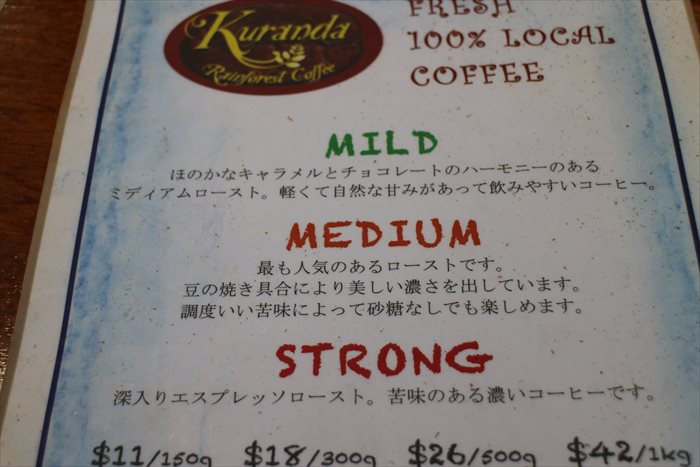 Kuranda
Rainforest Coffee
FRESH
100% LOCAL
COFFEE
MILD
ほのかなキャラメルとチョコレートのハーモニーのある
ミディアムロースト。軽くて自然な甘みがあって飲みやすいコーヒー。
MEDIUM
最も人気のあるローストです。
豆の焼き具合により美しい濃さを出しています。
調度いい苦味によって砂糖なしでも楽しめます。
STRONG
深入りエスプレッソロースト。苦味のある濃いコーヒーです。
$11/150g $18/300g $26/500g $42/1kg